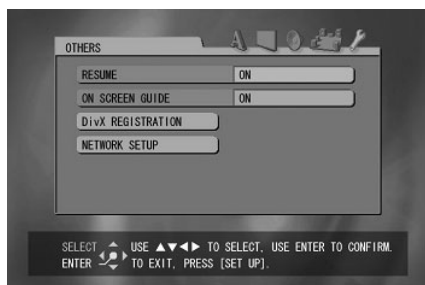 OTHERS
A
RESUME ON
ON SCREEN GUIDE ON
DivX REGISTRATION
NETWORK SETUP
SELECT USE ▲▼◀▶ TO SELECT, USE ENTER TO CONFIRM.
ENTER TO EXIT, PRESS [SET UP].